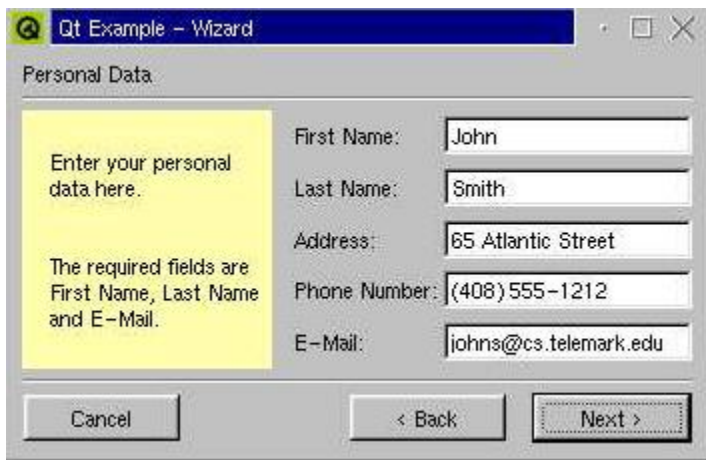 Qt Example - Wizard
Personal Data
Enter your personal
data here.
The required fields are
First Name, Last Name
and E-Mail.
First Name: John
Last Name: Smith
Address: 65 Atlantic Street
Phone Number: (408) 555-1212
E-Mail: johns@cs.telemark.edu
Cancel
< Back
Next >